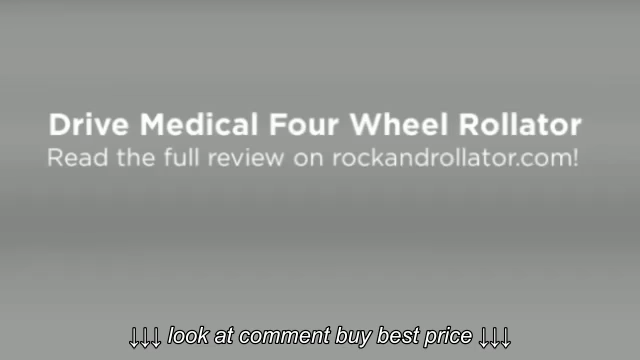 Drive Medical Four Wheel Rollator
Read the full review on rockandrollator.com!
↓↓↓ look at comment buy best price ↓↓↓